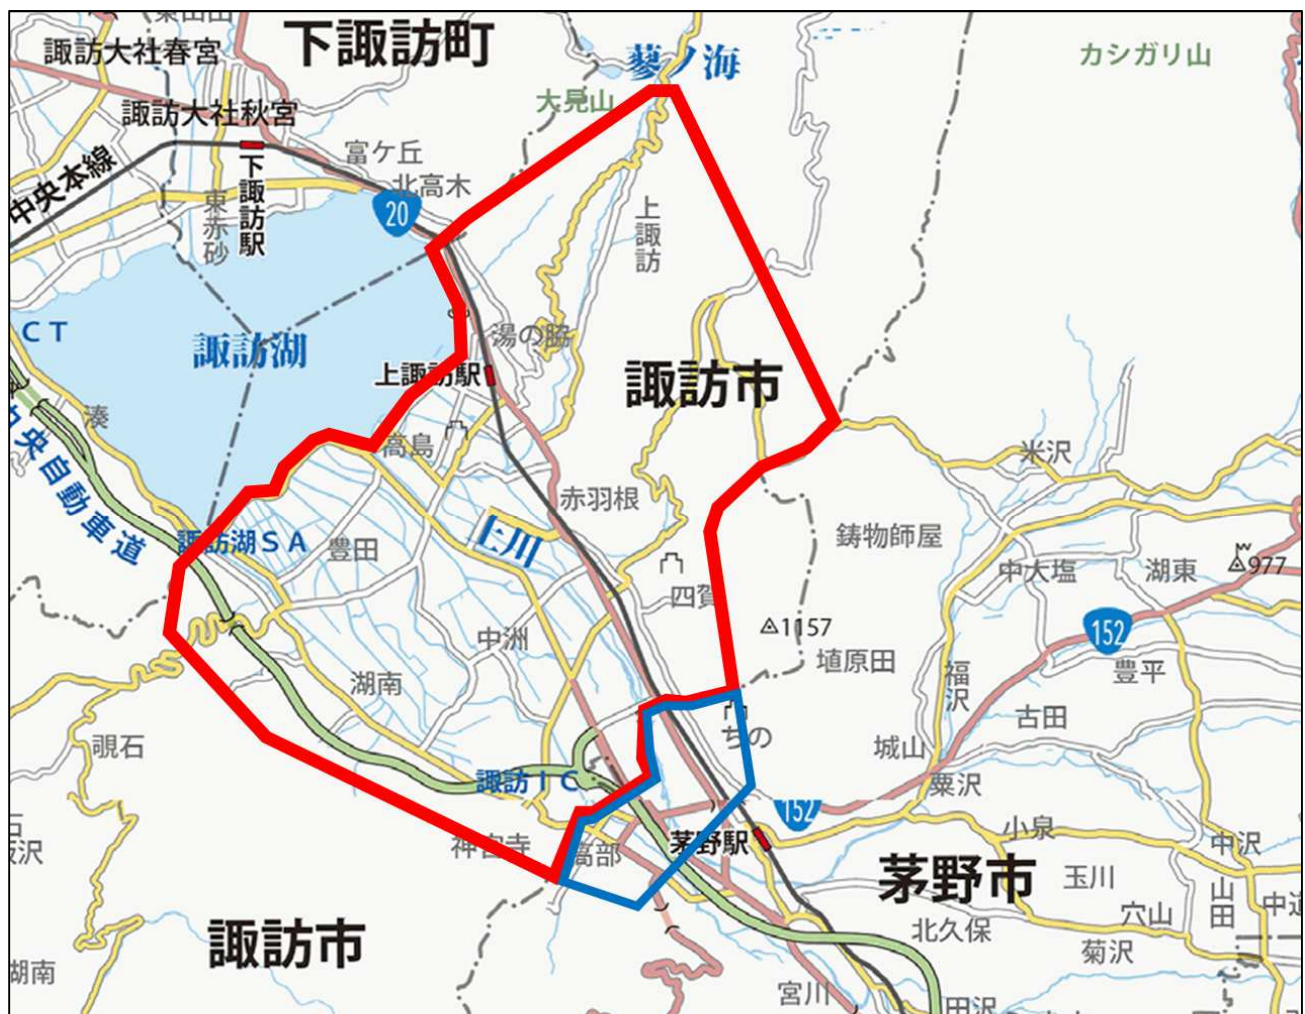 下諏訪町
蓼ノ海
カシガリ山
諏訪大社春宮
大見山
諏訪大社秋宮
富ケ丘
中央本線
下諏訪駅
北高木
東赤砂
20
上諏訪
CT
諏訪湖
湯の脇
上諏訪駅
諏訪市
湊
高島
米沢
中央自動車道
赤羽根
上川
諏訪湖SA
豊田
鋳物師屋
中大塩
湖東
977
四賀
1157
152
中洲
埴原田
福沢
豊平
湖南
古田
ちの
覗石
城山
諏訪IC
粟沢
152
小泉
神宮寺
高部
茅野駅
中沢
茅野市
玉川
山田
穴山
諏訪市
北久保
菊沢
湖南
宮川
田沢